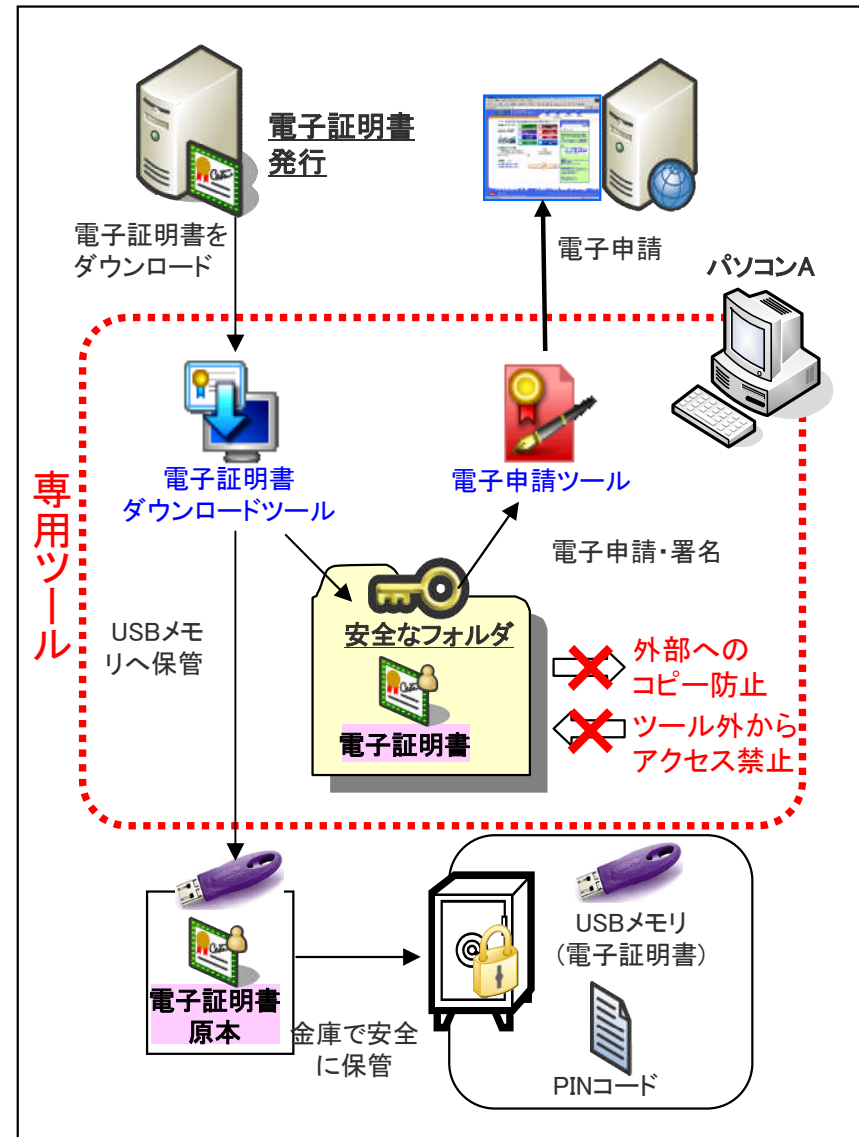 電子証明書
発行
電子証明書を
ダウンロード
電子申請
パソコンA
電子証明書
ダウンロードツール
電子申請ツール
専用ツール
電子申請・署名
USBメモ
リへ保管
安全なフォルダ
電子証明書
外部への
コピー防止
ツール外から
アクセス禁止
電子証明書
原本
金庫で安全
に保管
USBメモリ
(電子証明書)
PINコード